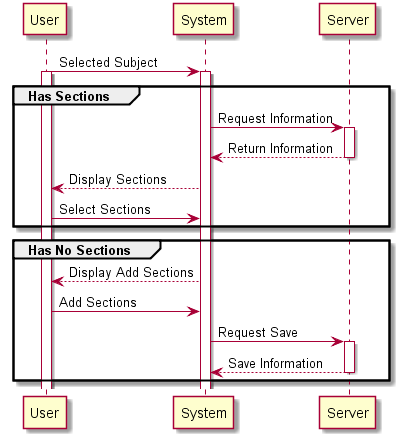 User System Server
Selected Subject
Has Sections
Request Information
Return Information
Display Sections
Select Sections
Has No Sections
Display Add Sections
Add Sections
Request Save
Save Information
User System Server